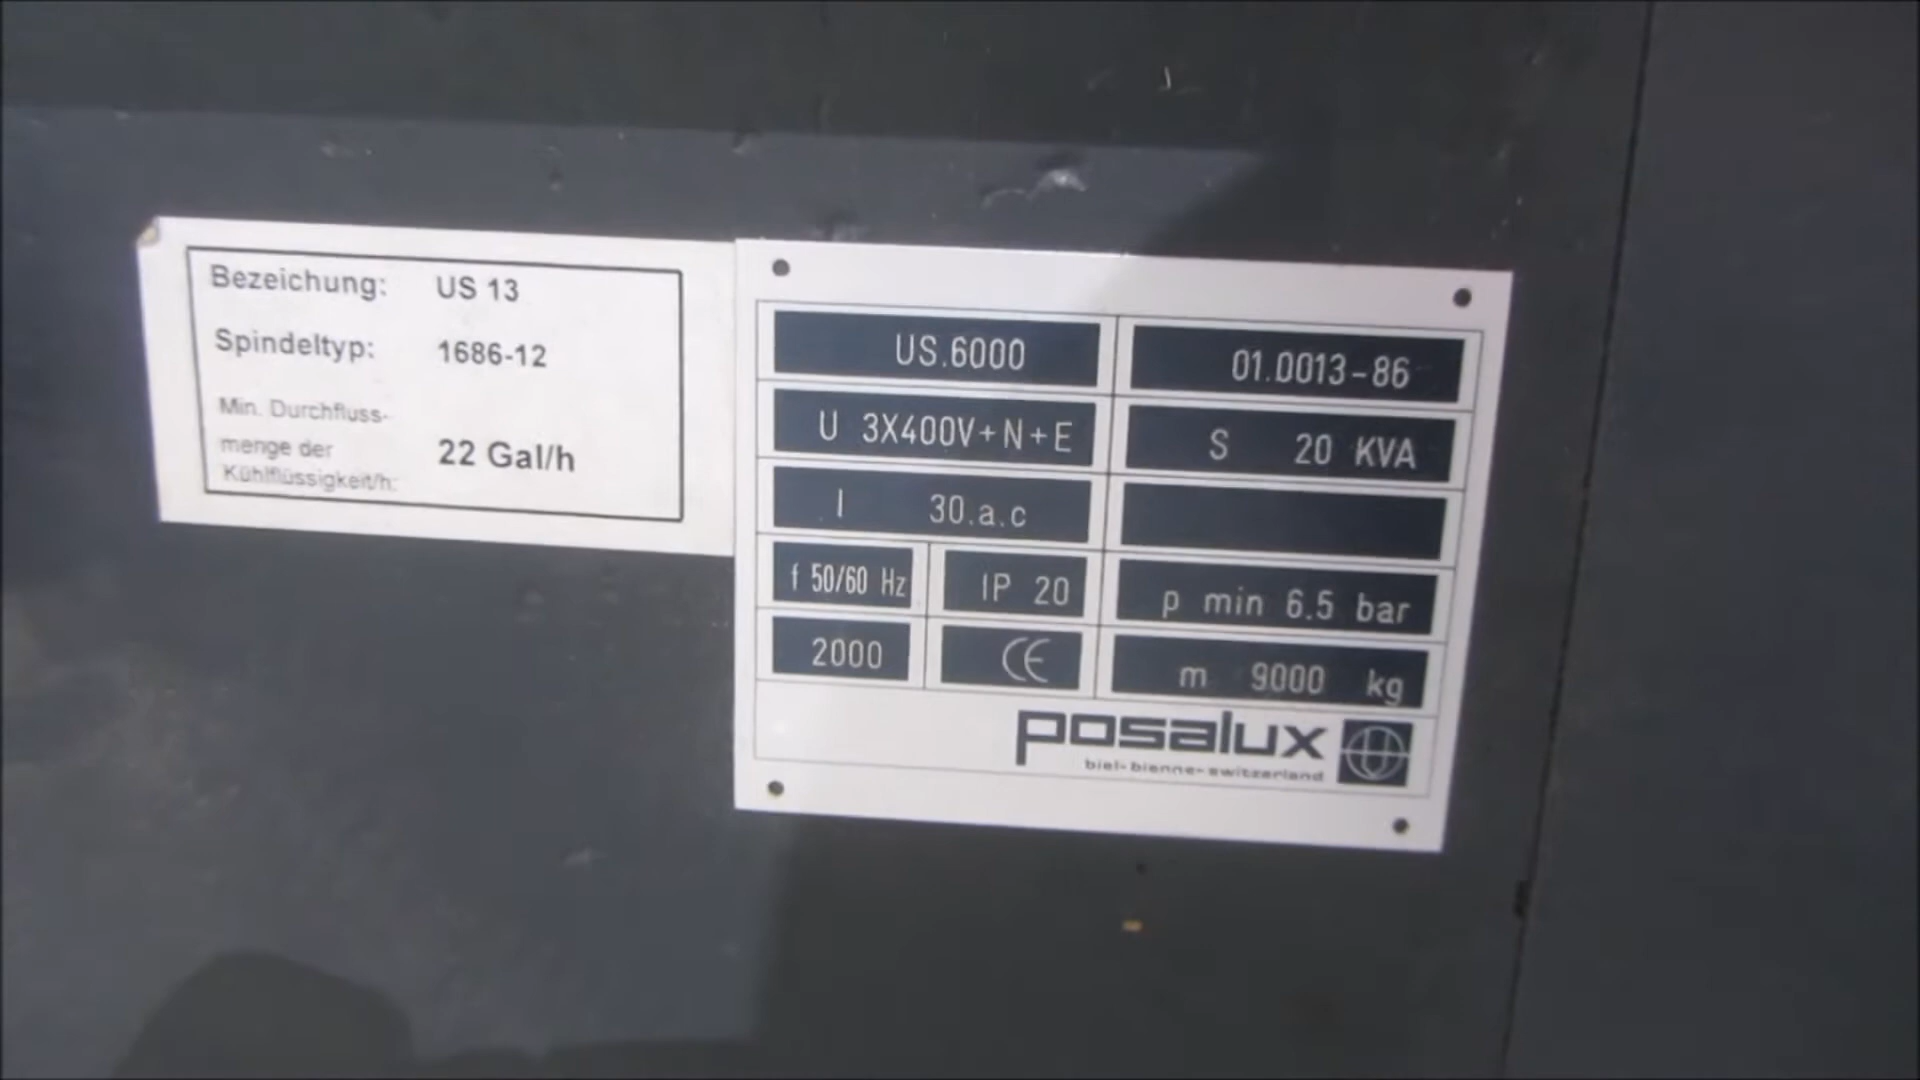 Bezeichung: US 13
Spindeltyp: 1686-12
Min. Durchfluss-
menge der
Kühlflüssigkeit/h: 22 Gal/h
US.6000 01.0013-86
U 3X400V+N+E S 20 KVA
I 30.a.c
f 50/60 Hz IP 20 p min 6.5 bar
2000 CE m 9000 kg
posalux
biel-bienne-switzerland